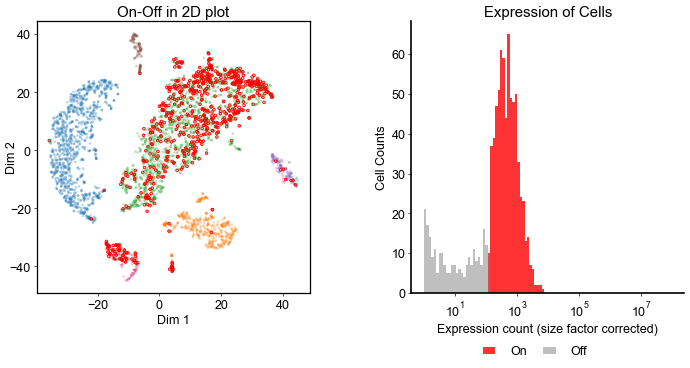 On-Off in 2D plot
40
20
0
−20
−40
Dim 2
−20
0
20
40
Dim 1
Expression of Cells
60
50
40
30
20
10
0
Cell Counts
10^1
10^3
10^5
10^7
Expression count (size factor corrected)
On
Off